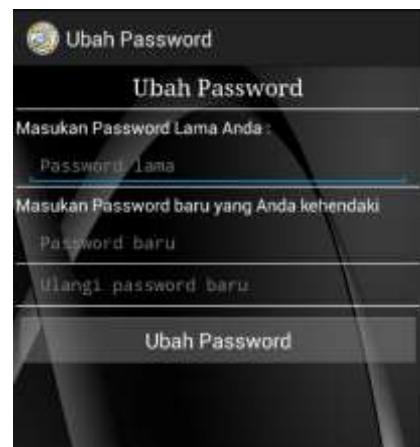 Ubah Password
Ubah Password
Masukan Password Lama Anda :
Password lama
Masukan Password baru yang Anda kehendaki
Password baru
Ulangi password baru
Ubah Password